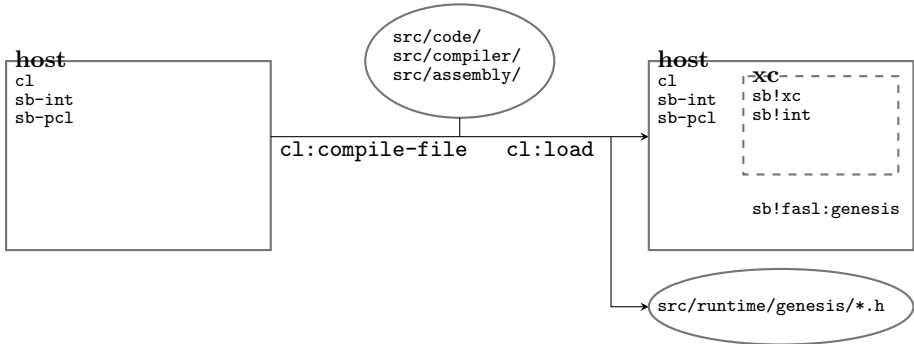 host
cl
sb-int
sb-pcl
src/code/
src/compiler/
src/assembly/
cl:compile-file
cl:load
host
cl
sb-int
sb-pcl
xc
sb!xc
sb!int
sb!fasl:genesis
src/runtime/genesis/*.h